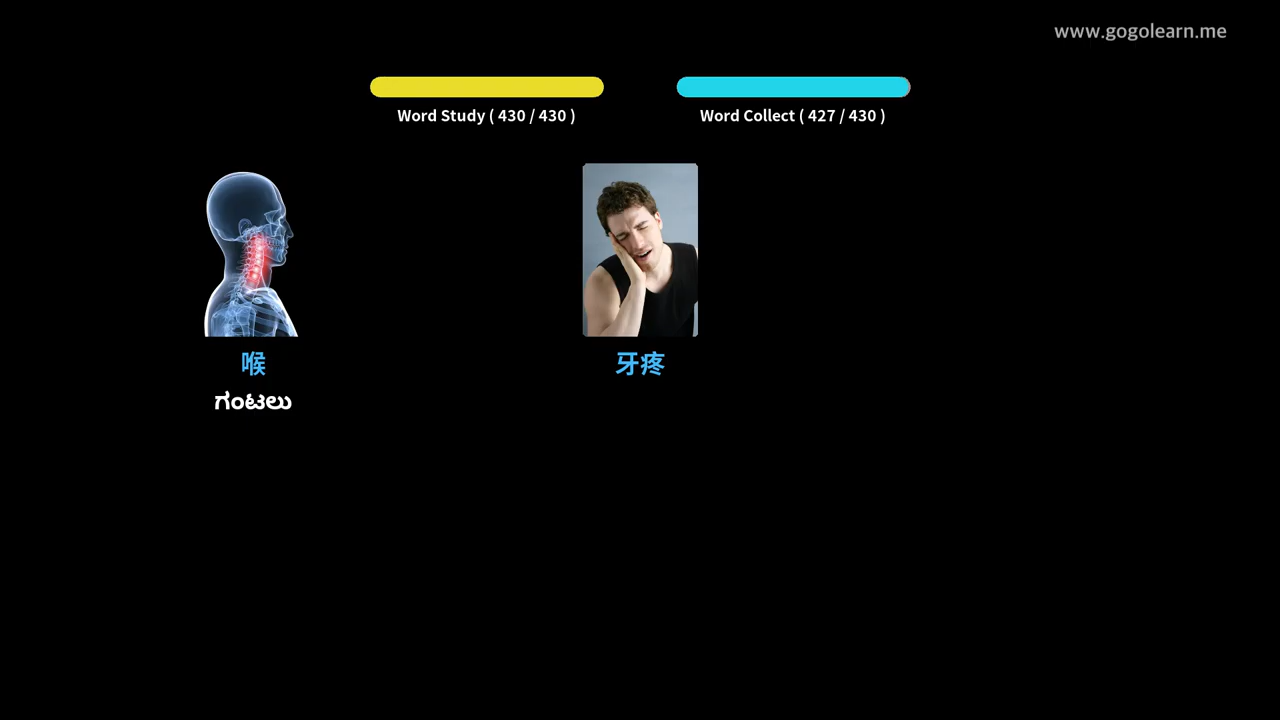 www.gogolearn.me
Word Study ( 430 / 430 )
Word Collect ( 427 / 430 )
喉
牙疼
ಗಂಟಲು